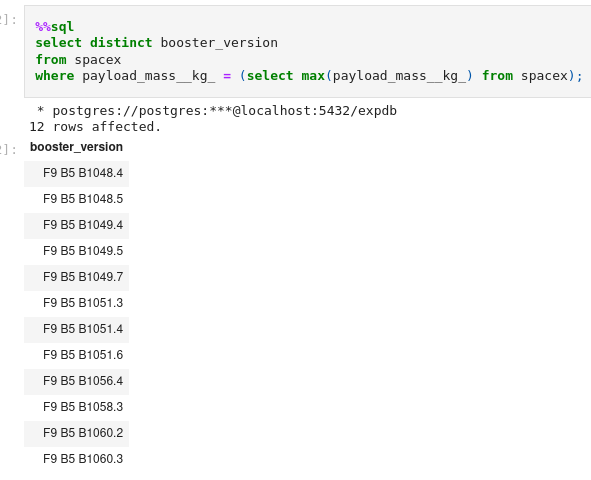 2]:
%%sql
select distinct booster_version
from spacex
where payload_mass__kg_ = (select max(payload_mass__kg_) from spacex);
* postgres://postgres:***@localhost:5432/expdb
12 rows affected.
2]:
booster_version
F9 B5 B1048.4
F9 B5 B1048.5
F9 B5 B1049.4
F9 B5 B1049.5
F9 B5 B1049.7
F9 B5 B1051.3
F9 B5 B1051.4
F9 B5 B1051.6
F9 B5 B1056.4
F9 B5 B1058.3
F9 B5 B1060.2
F9 B5 B1060.3